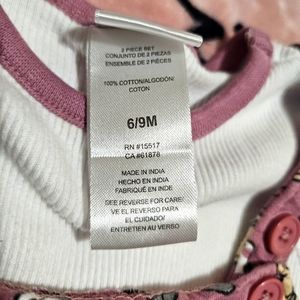 2 PIECE SET
CONJUNTO DE 2 PIEZAS
ENSEMBLE DE 2 PIÈCES
100% COTTON/ALGODÓN/
COTON
6/9M
RN #15517
CA #61878
MADE IN INDIA
HECHO EN INDIA
FABRIQUÉ EN INDE
SEE REVERSE FOR CARE/
VE EL REVERSO PARA
EL CUIDADO/
ENTRETIEN AU VERSO